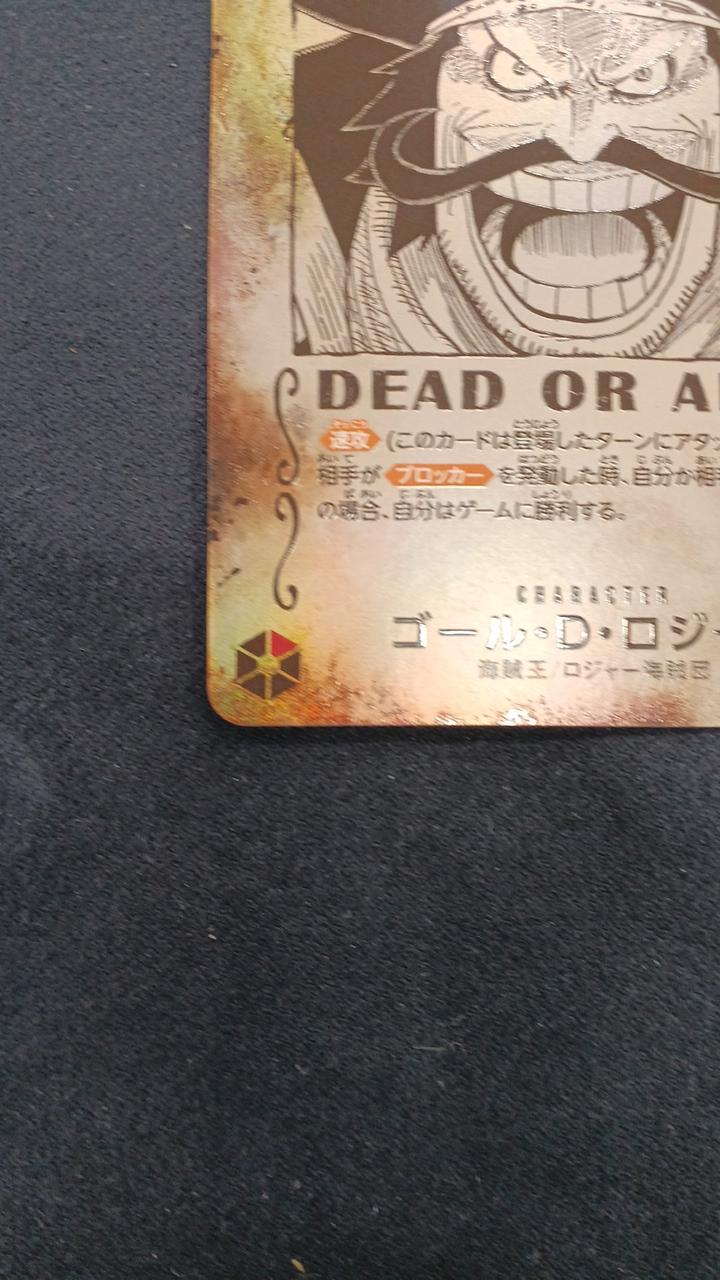 DEAD OR A
速攻 (このカードは登場したターンにアタッ
相手が ブロッカー を発動した時、自分か相
の場合、自分はゲームに勝利する。
CHARACTER
ゴール・D・ロジ
海賊王/ロジャー海賊団